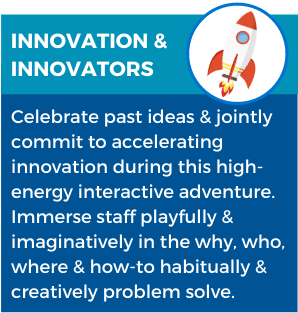 INNOVATION &
INNOVATORS
Celebrate past ideas & jointly
commit to accelerating
innovation during this high-
energy interactive adventure.
Immerse staff playfully &
imaginatively in the why, who,
where & how-to habitually &
creatively problem solve.